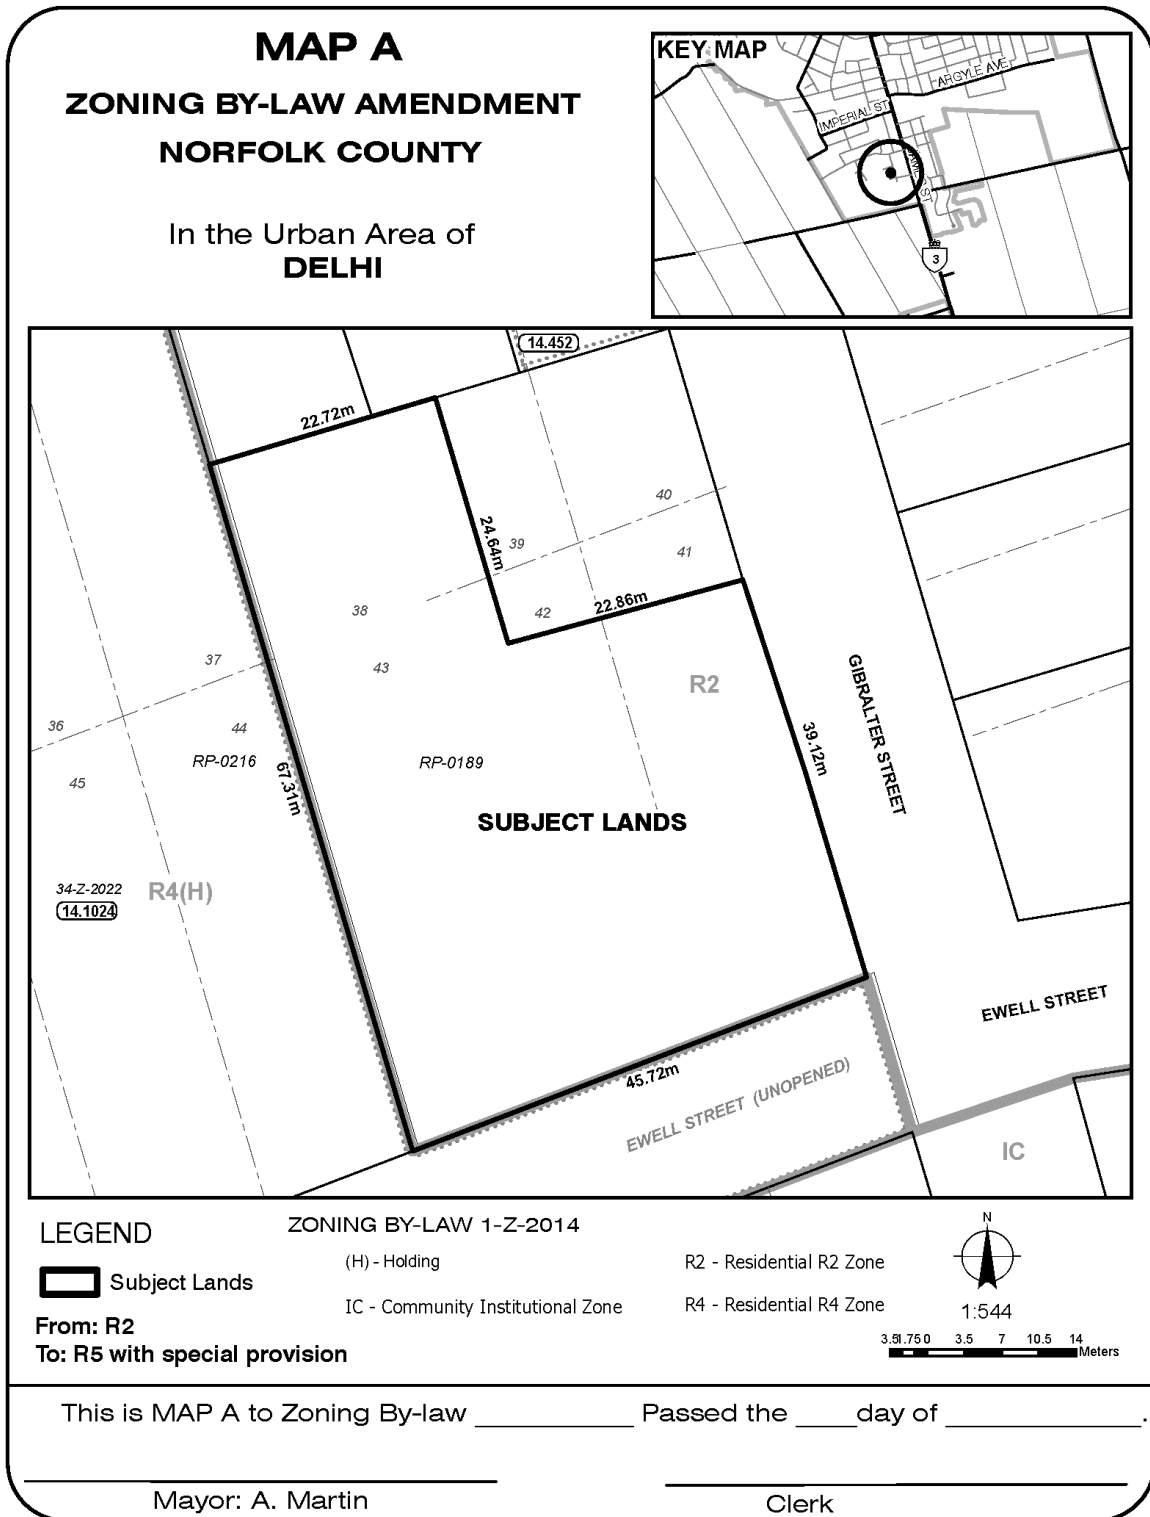 MAP A
ZONING BY-LAW AMENDMENT
NORFOLK COUNTY
In the Urban Area of
DELHI
KEY MAP
ARGYLE AVE
IMPERIAL ST
3
14.452
22.72m
40
24.64m
39
41
22.86m
42
38
43
37
R2
GIBRALTER STREET
36
44
39.12m
RP-0216
RP-0189
45
67.31m
SUBJECT LANDS
34-Z-2022
R4(H)
14.1024
EWELL STREET
45.72m
EWELL STREET (UNOPENED)
IC
LEGEND
Subject Lands
From: R2
To: R5 with special provision
ZONING BY-LAW 1-Z-2014
(H) - Holding
R2 - Residential R2 Zone
IC - Community Institutional Zone
R4 - Residential R4 Zone
N
1:544
3.5 1.75 0 3.5 7 10.5 14
Meters
This is MAP A to Zoning By-law ____________ Passed the ____ day of ______________.
Mayor: A. Martin
Clerk